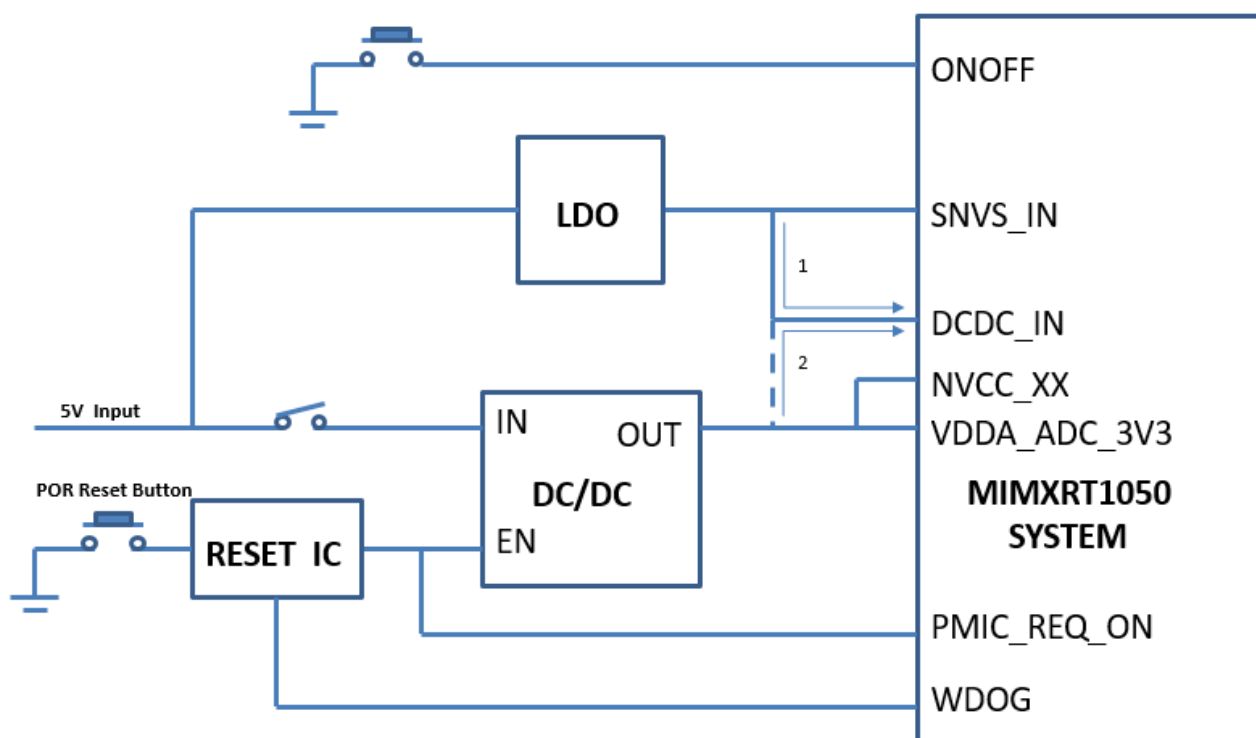 ONOFF
LDO
SNVS_IN
1
DCDC_IN
2
NVCC_XX
5V Input
IN
OUT
VDDA_ADC_3V3
DC/DC
MIMXRT1050
SYSTEM
POR Reset Button
RESET IC
EN
PMIC_REQ_ON
WDOG